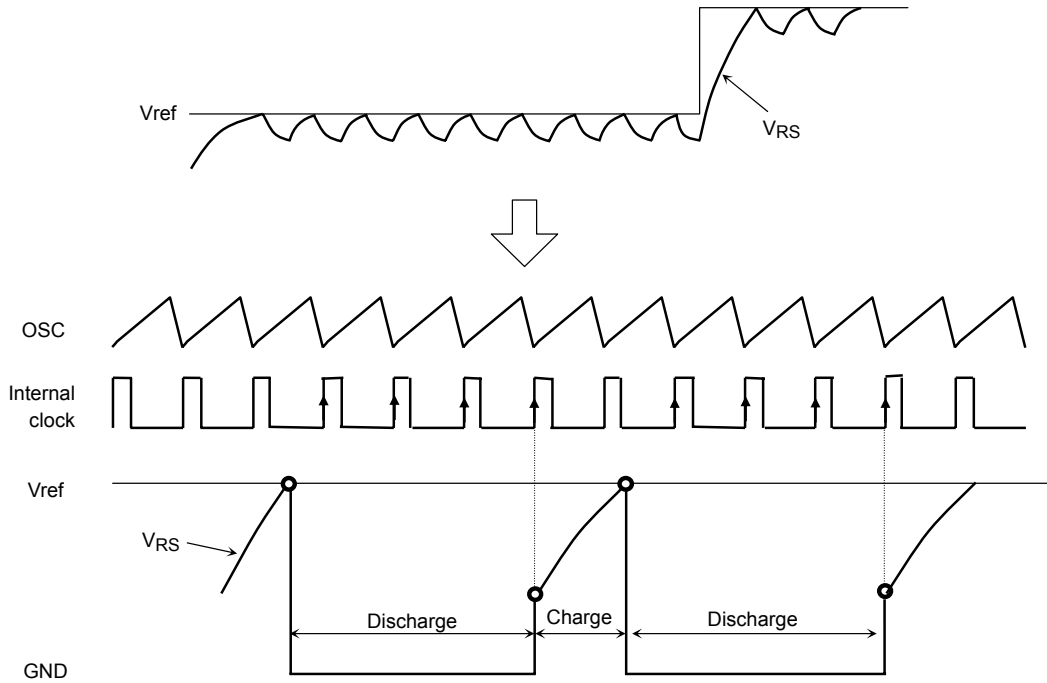 Vref
VRS
OSC
Internal
clock
Vref
VRS
Discharge
Charge
Discharge
GND